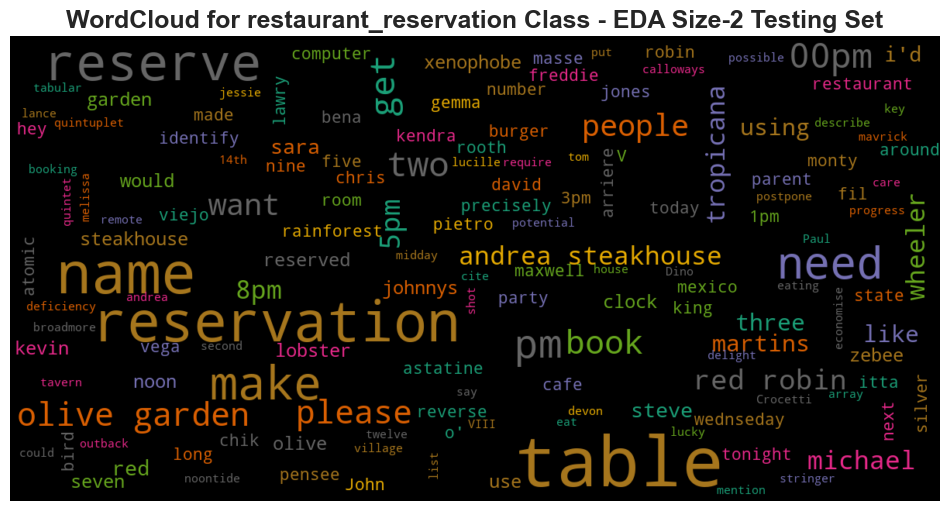 WordCloud for restaurant_reservation Class - EDA Size-2 Testing Set
reserve
computer
get
xenophobe
masse
put
robin
possible
00pm
i'd
tabular
garden
jessie
lawry
freddie
calloways
restaurant
lance
quintuplet
made
bena
gemma
number
jones
key
hey
identify
kendra
burger
people
tropicana
using
describe
mavrick
14th
sara
nine
five
two
rooth
lucille
require
tom
V
monty
around
booking
would
chris
david
3pm
arriere
parent
fil
care
quintet
melissa
viejo
want
room
5pm
precisely
today
postpone
1pm
progress
remote
rainforest
pietro
potential
wheeler
atomic
steakhouse
reserved
midday
andrea steakhouse
Paul
need
name
andrea
8pm
johnnys
cite
maxwell
house
Dino
mexico
eating
deficiency
shot
party
clock
king
state
broadmore
reservation
book
three
economise
like
kevin
vega
second
lobster
pm
martins
delight
zebee
tavern
noon
make
astatine
cafe
red robin
itta
say
Crocetti
array
silver
olive garden
please
reverse
VIII
devon
steve
wednseday
next
o'
eat
lucky
outback
chik
olive
twelve
village
table
could
bird
long
tonight
michael
red
pensee
list
seven
noontide
John
use
mention
stringer